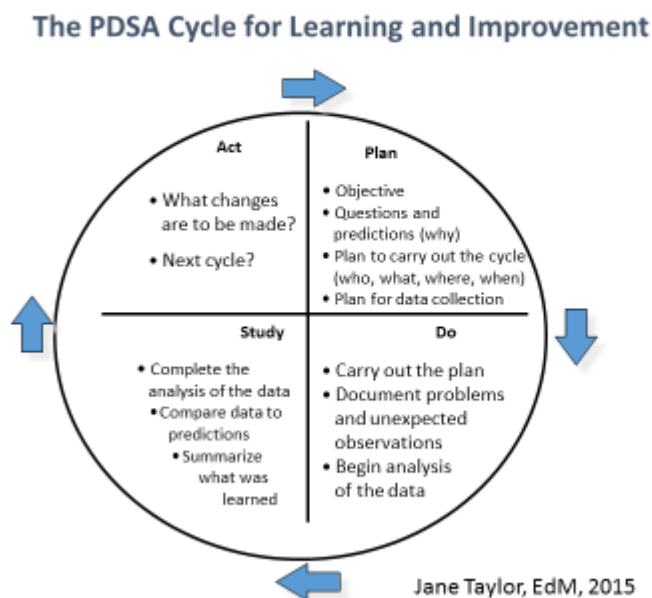 The PDSA Cycle for Learning and Improvement
Act
• What changes
are to be made?
• Next cycle?
Plan
• Objective
• Questions and
predictions (why)
• Plan to carry out the cycle
(who, what, where, when)
• Plan for data collection
Study
• Complete the
analysis of the data
• Compare data to
predictions
• Summarize
what was
learned
Do
• Carry out the plan
• Document problems
and unexpected
observations
• Begin analysis
of the data
Jane Taylor, EdM, 2015